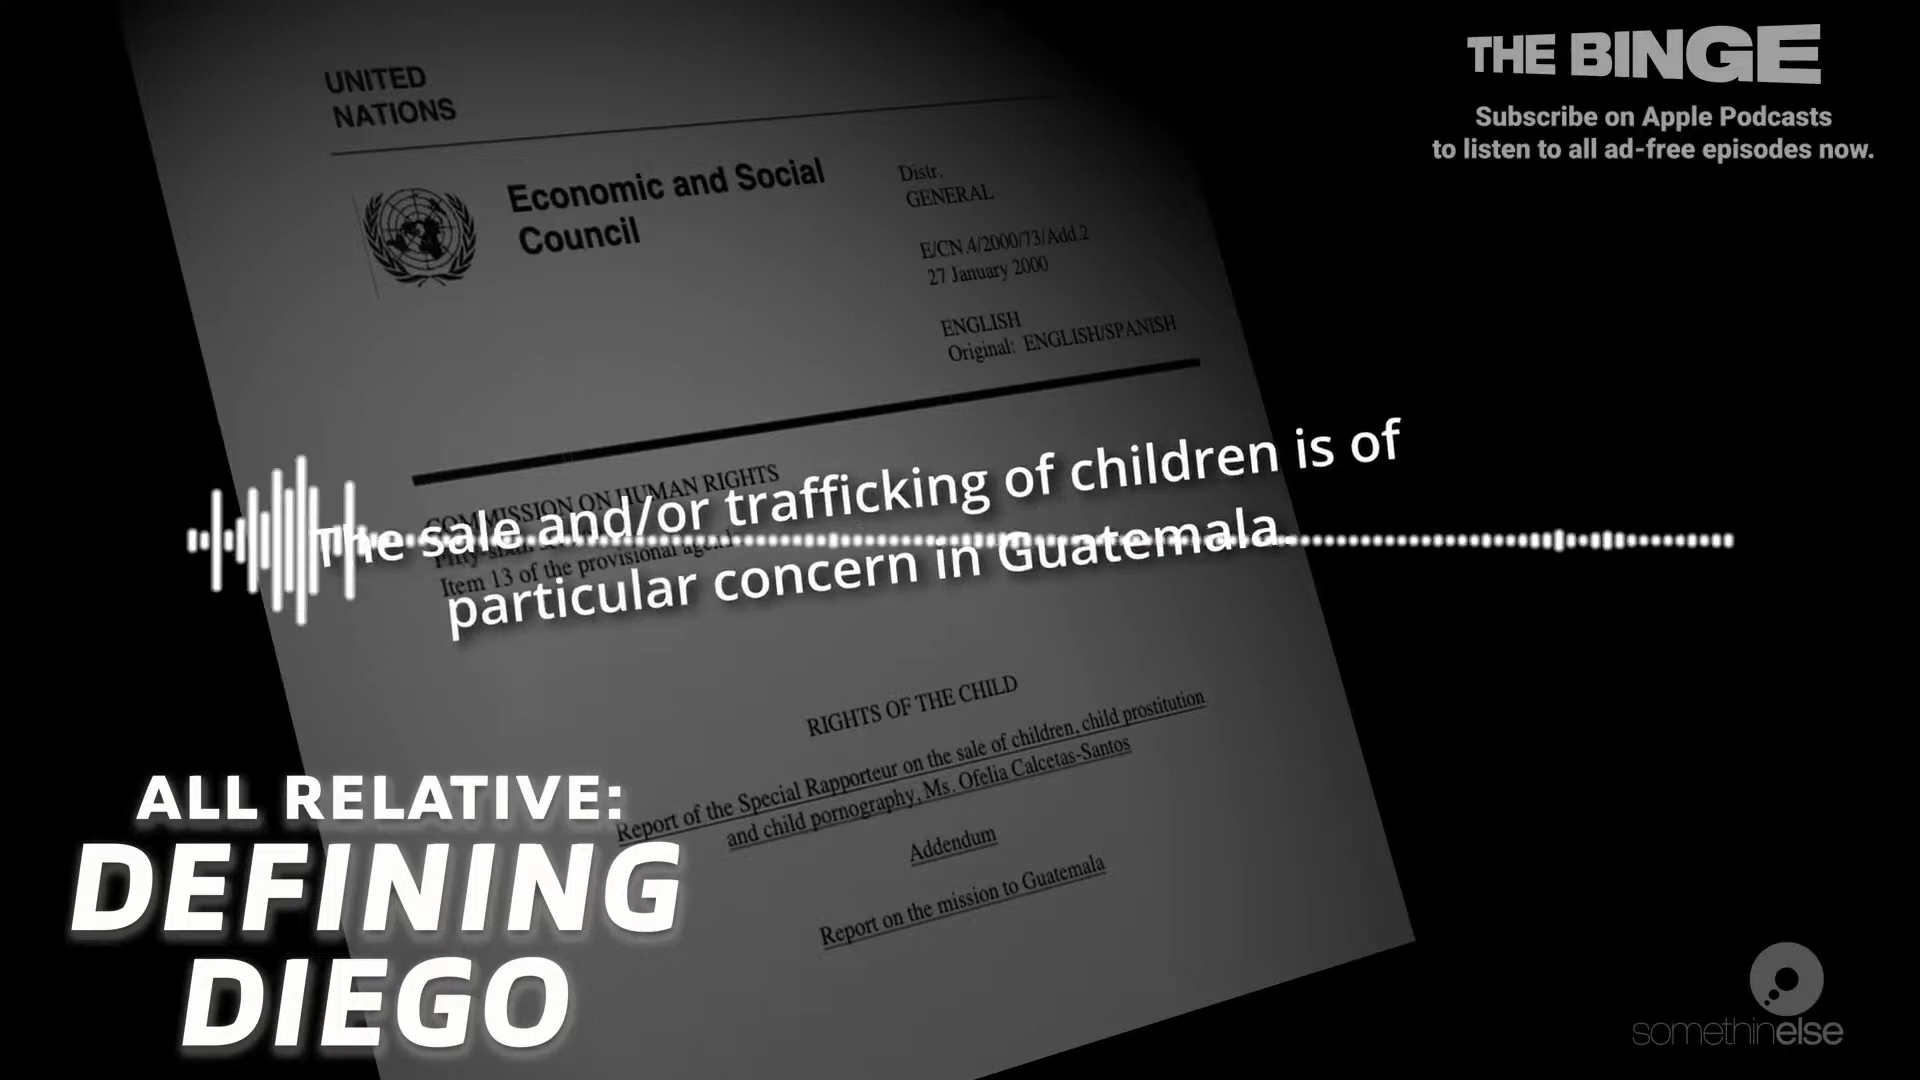 THE BINGE
Subscribe on Apple Podcasts
to listen to all ad-free episodes now.
UNITED
NATIONS
Economic and Social
Council
Distr.
GENERAL
E/CN.4/2000/73/Add.2
27 January 2000
ENGLISH
Original: ENGLISH/SPANISH
COMMISSION ON HUMAN RIGHTS
Item 13 of the provisional
The sale and/or trafficking of children is of
particular concern in Guatemala.
RIGHTS OF THE CHILD
Report of the Special Rapporteur on the sale of children, child prostitution
and child pornography, Ms. Ofelia Calcetas-Santos
Addendum
Report on the mission to Guatemala
ALL RELATIVE:
DEFINING
DIEGO
somethinelse